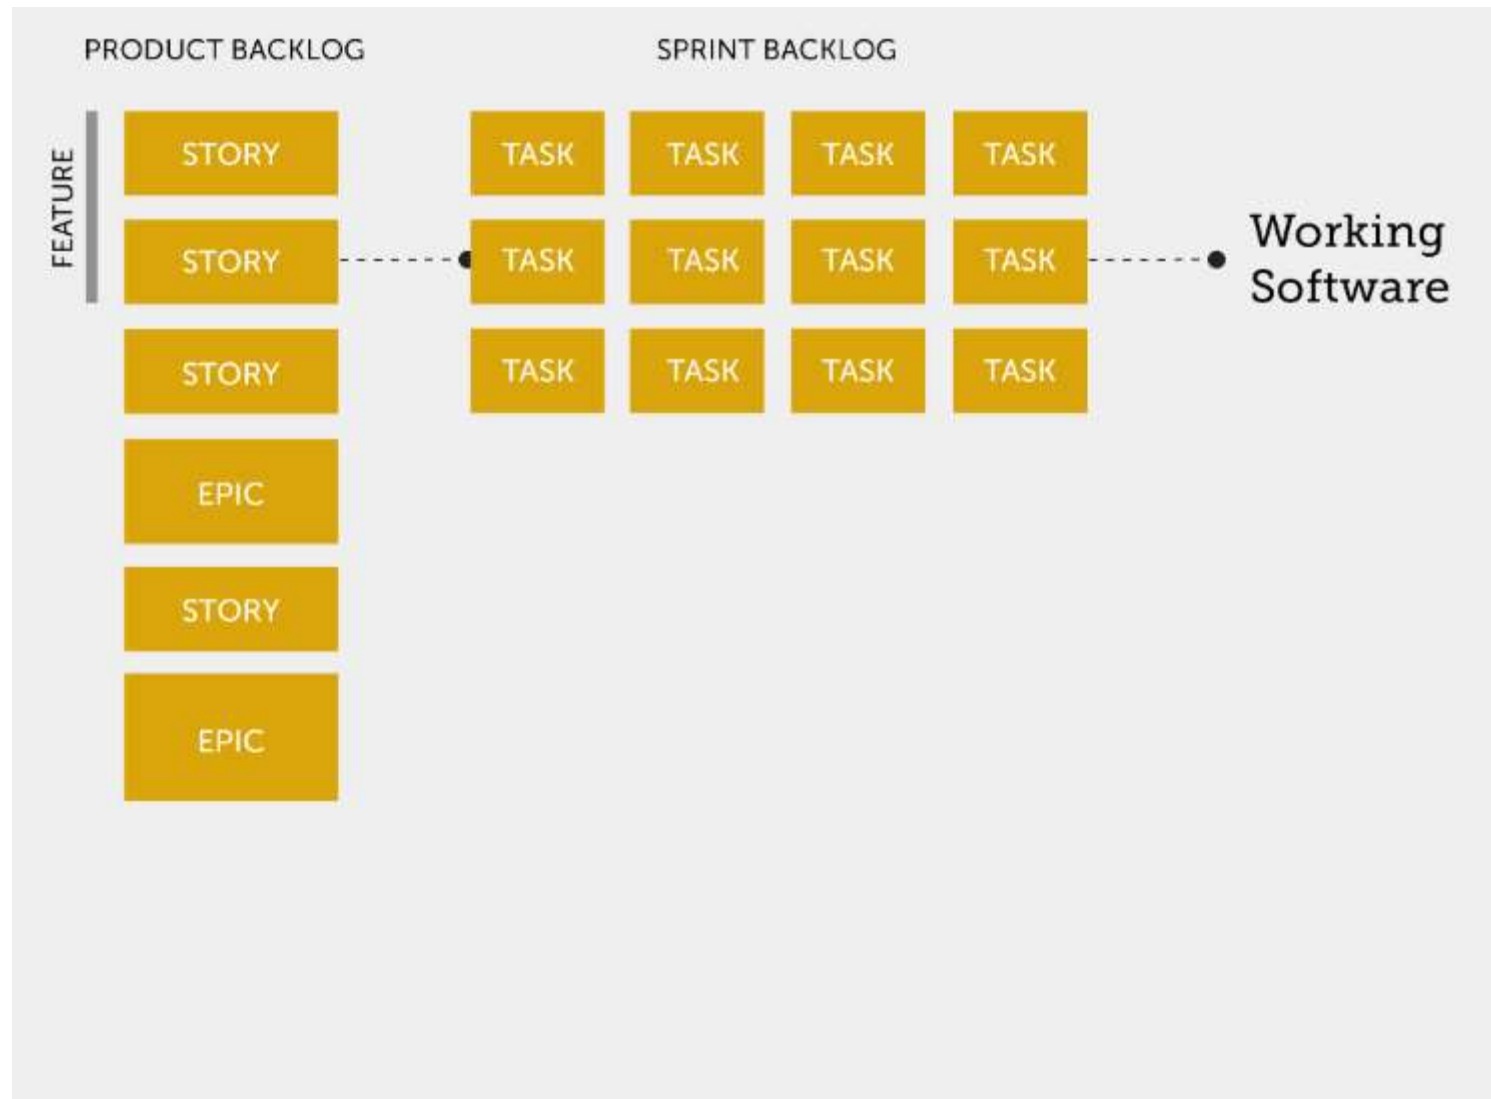 PRODUCT BACKLOG
SPRINT BACKLOG
FEATURE
STORY
TASK TASK TASK TASK
STORY
TASK TASK TASK TASK
Working
Software
STORY
TASK TASK TASK TASK
EPIC
STORY
EPIC